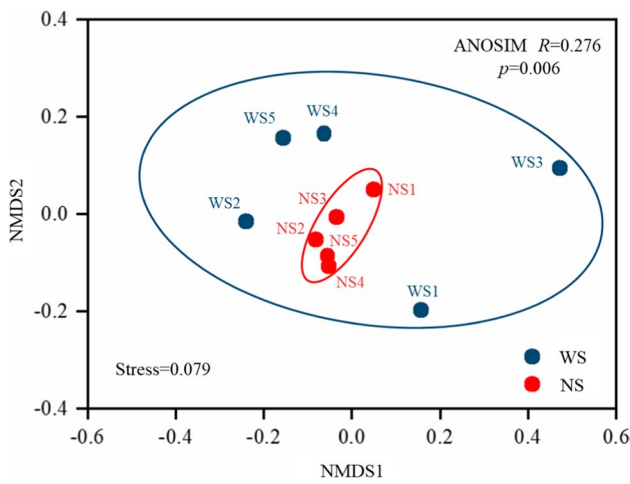 0.4
ANOSIM R=0.276
p=0.006
WS4
WS5
0.2
WS3
NS1
NS3
WS2
0.0
NS2
NS5
NS4
WS1
-0.2
WS
Stress=0.079
NS
-0.4
-0.6 -0.4 -0.2 0.0 0.2 0.4 0.6
NMDS1
NMDS2